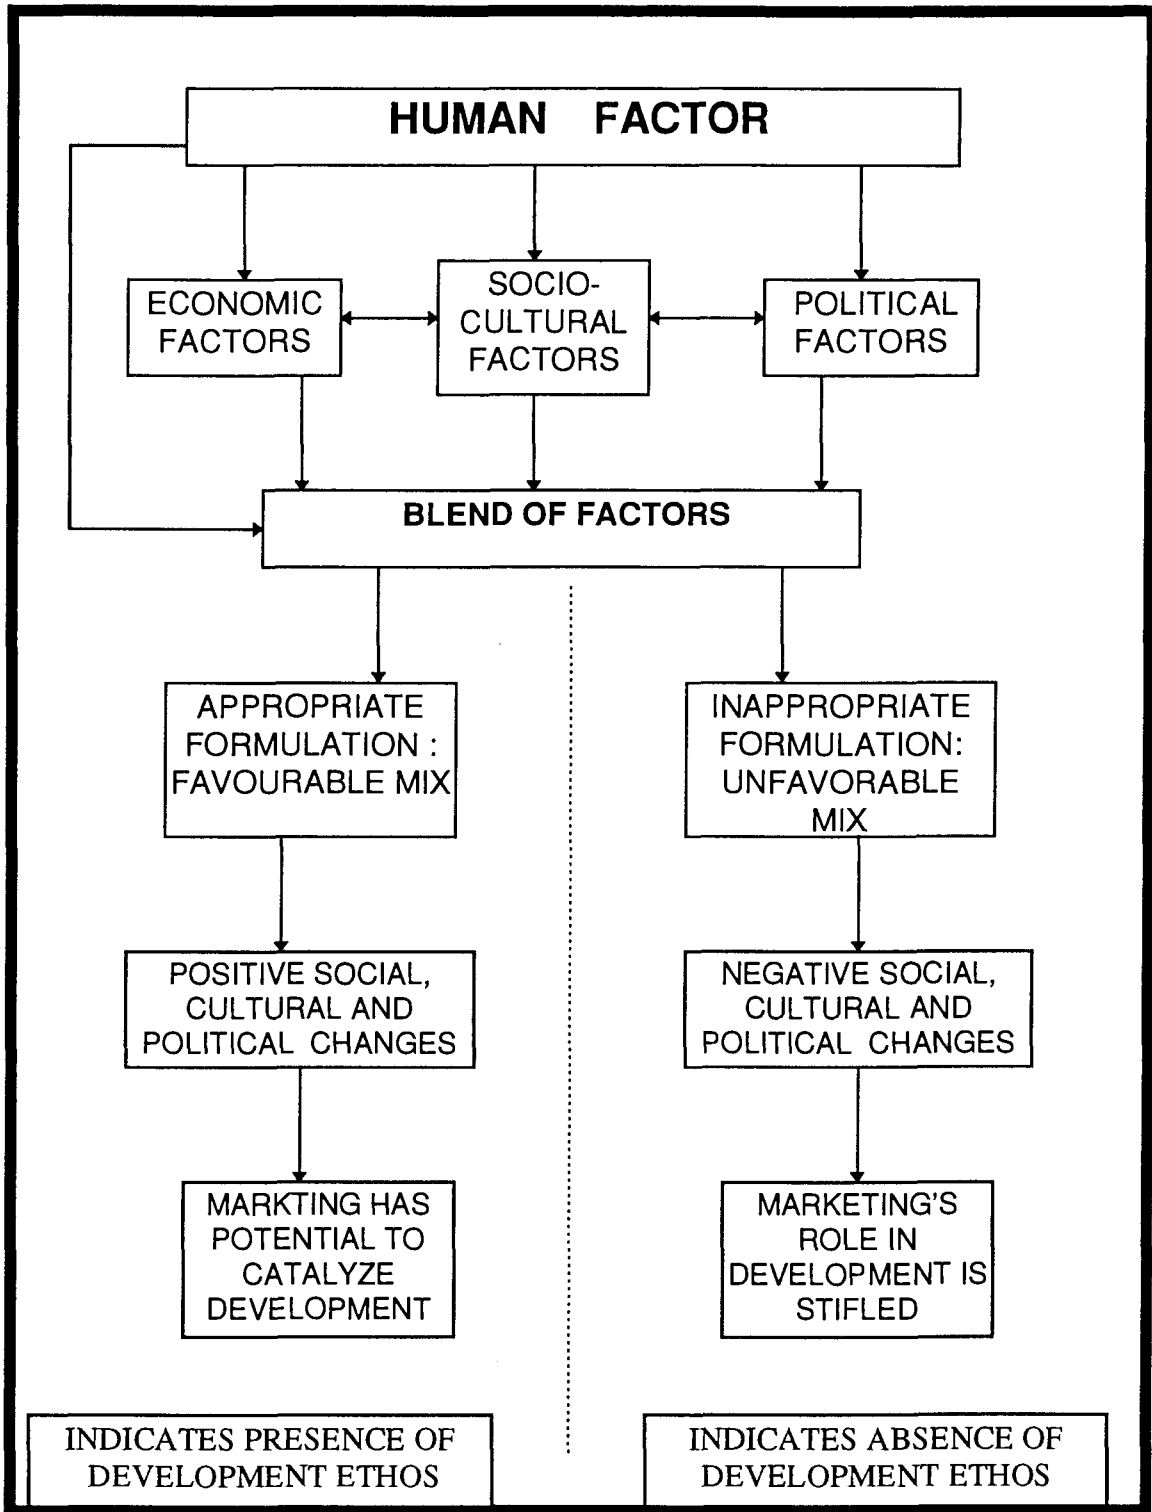 HUMAN FACTOR
ECONOMIC
FACTORS
SOCIO-
CULTURAL
FACTORS
POLITICAL
FACTORS
BLEND OF FACTORS
APPROPRIATE
FORMULATION :
FAVOURABLE MIX
INAPPROPRIATE
FORMULATION:
UNFAVORABLE
MIX
POSITIVE SOCIAL,
CULTURAL AND
POLITICAL CHANGES
NEGATIVE SOCIAL,
CULTURAL AND
POLITICAL CHANGES
MARKTING HAS
POTENTIAL TO
CATALYZE
DEVELOPMENT
MARKETING'S
ROLE IN
DEVELOPMENT IS
STIFLED
INDICATES PRESENCE OF
DEVELOPMENT ETHOS
INDICATES ABSENCE OF
DEVELOPMENT ETHOS